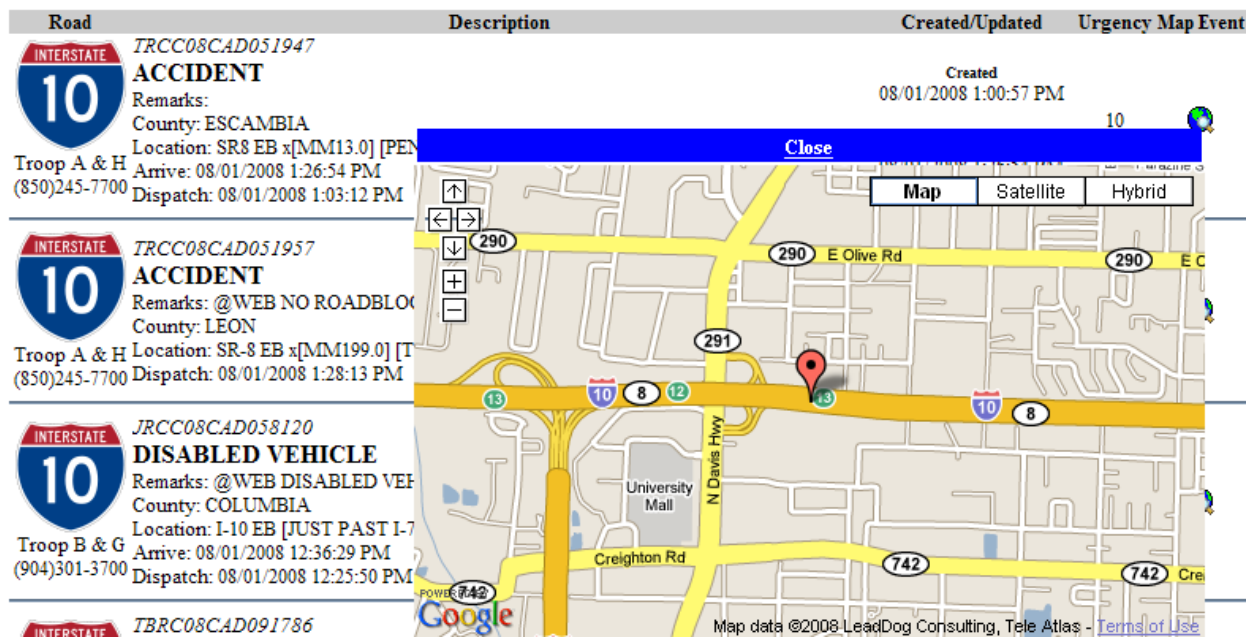 Road Description Created/Updated Urgency Map Event
INTERSTATE
10
Troop A & H
(850)245-7700
TRCC08CAD051947
ACCIDENT
Remarks:
County: ESCAMBIA
Location: SR8 EB x[MM13.0] [PEN
Arrive: 08/01/2008 1:26:54 PM
Dispatch: 08/01/2008 1:03:12 PM
Created
08/01/2008 1:00:57 PM
10
INTERSTATE
10
Troop A & H
(850)245-7700
TRCC08CAD051957
ACCIDENT
Remarks: @WEB NO ROADBLO
County: LEON
Location: SR-8 EB x[MM199.0] [T
Dispatch: 08/01/2008 1:28:13 PM
INTERSTATE
10
Troop B & G
(904)301-3700
JRCC08CAD058120
DISABLED VEHICLE
Remarks: @WEB DISABLED VEH
County: COLUMBIA
Location: I-10 EB [JUST PAST I-7
Arrive: 08/01/2008 12:36:29 PM
Dispatch: 08/01/2008 12:25:50 PM
INTERSTATE
TBRC08CAD091786
Close
Map Satellite Hybrid
290
290 E Olive Rd
290
291
13
10
8
12
13
10
8
N Davis Hwy
University
Mall
Creighton Rd
742
742
742
POWERED BY
Google
Map data ©2008 LeadDog Consulting, Tele Atlas - Terms of Use